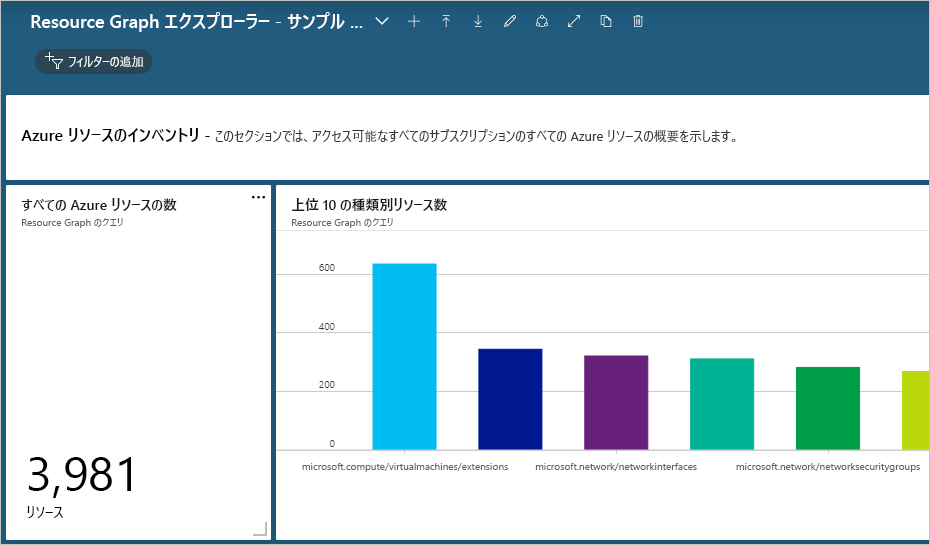 Resource Graph エクスプローラー - サンプル ...
フィルターの追加
Azure リソースのインベントリ - このセクションでは、アクセス可能なすべてのサブスクリプションのすべての Azure リソースの概要を示します。
すべての Azure リソースの数
Resource Graph のクエリ
3,981
リソース
上位 10 の種類別リソース数
Resource Graph のクエリ
600
400
200
0
microsoft.compute/virtualmachines/extensions
microsoft.network/networkinterfaces
microsoft.network/networksecuritygroups